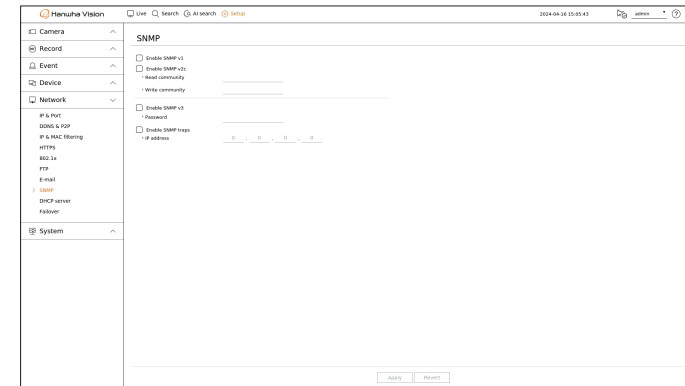 Hanwha Vision
Live Search AI search Setup
2024-04-16 15:05:43
admin
?
Camera
Record
Event
Device
Network
IP & Port
DDNS & P2P
IP & MAC filtering
HTTPS
802.1x
FTP
E-mail
> SNMP
DHCP server
Failover
System
SNMP
Enable SNMP v1
Enable SNMP v2c
· Read community
· Write community
Enable SNMP v3
· Password
Enable SNMP traps
· IP address 0 . 0 . 0 . 0
Apply Revert